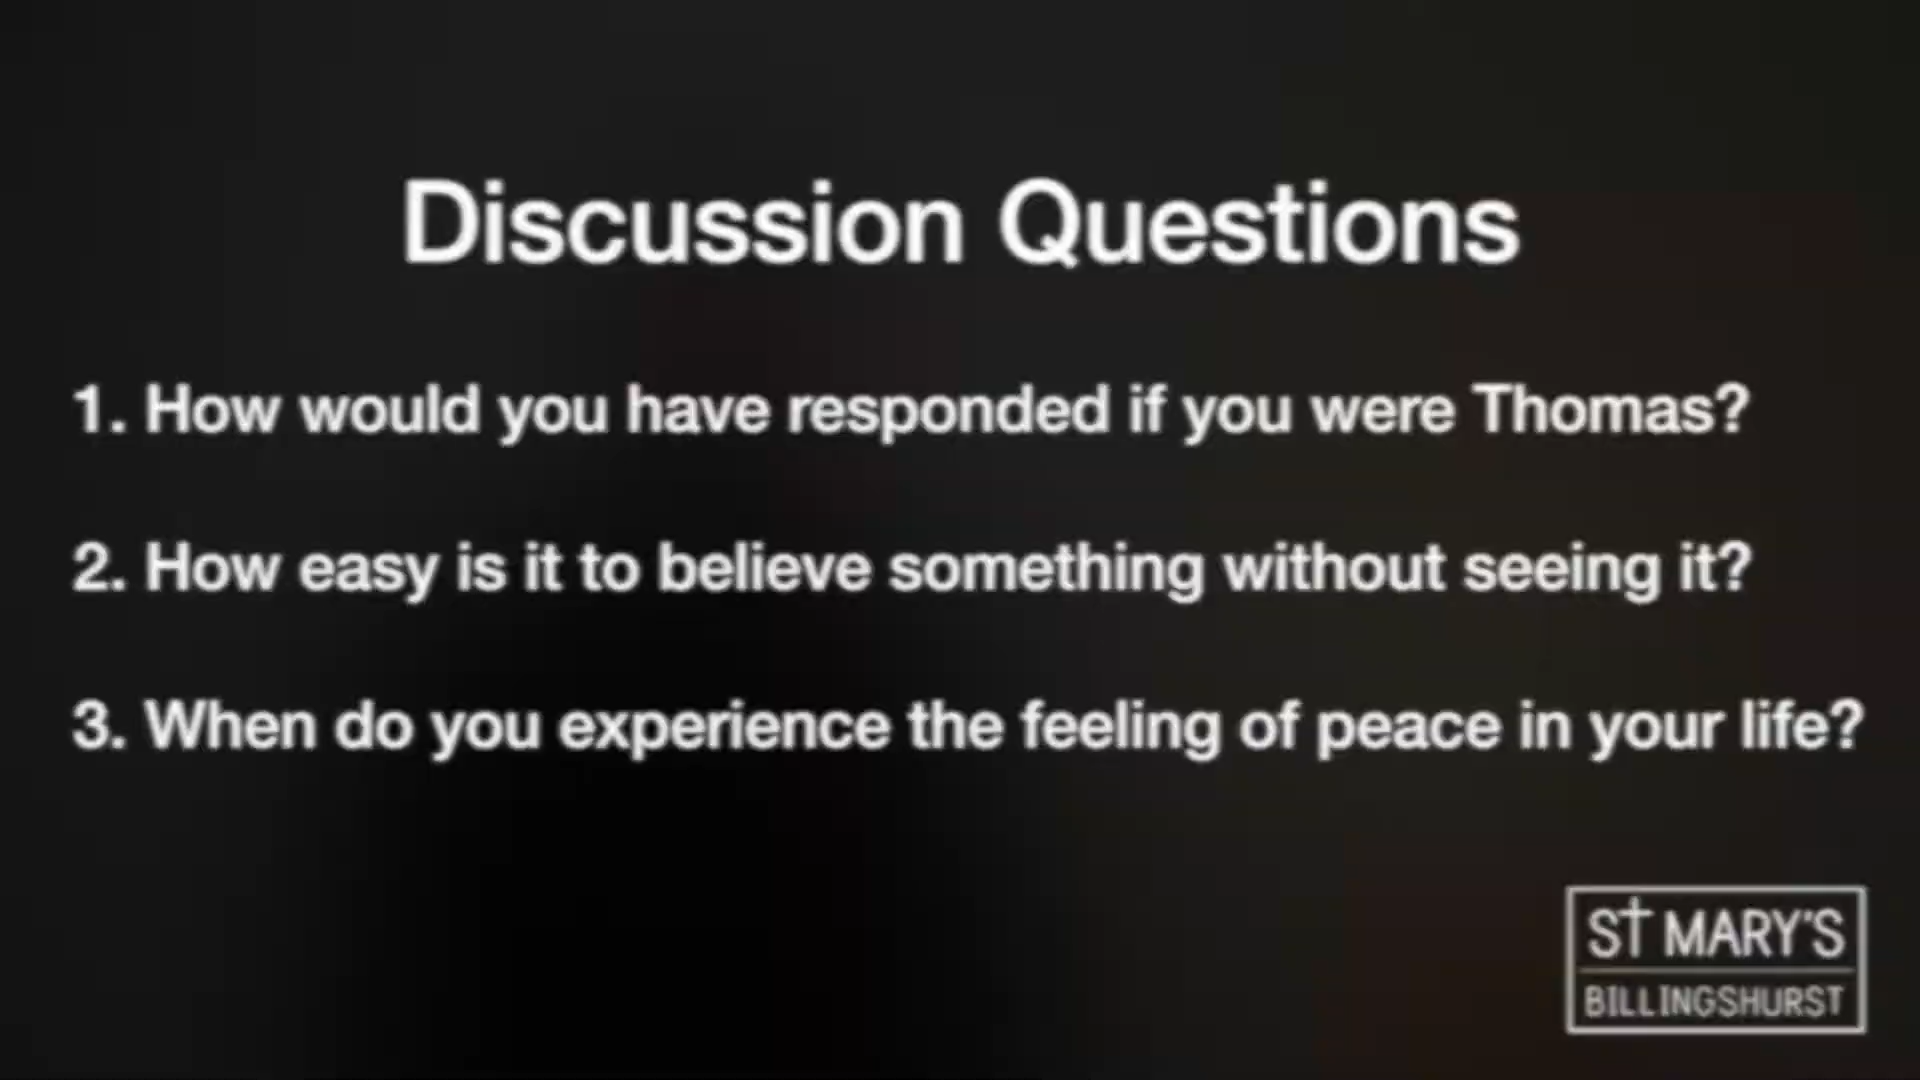 Discussion Questions
1. How would you have responded if you were Thomas?
2. How easy is it to believe something without seeing it?
3. When do you experience the feeling of peace in your life?
ST MARY'S
BILLINGSHURST